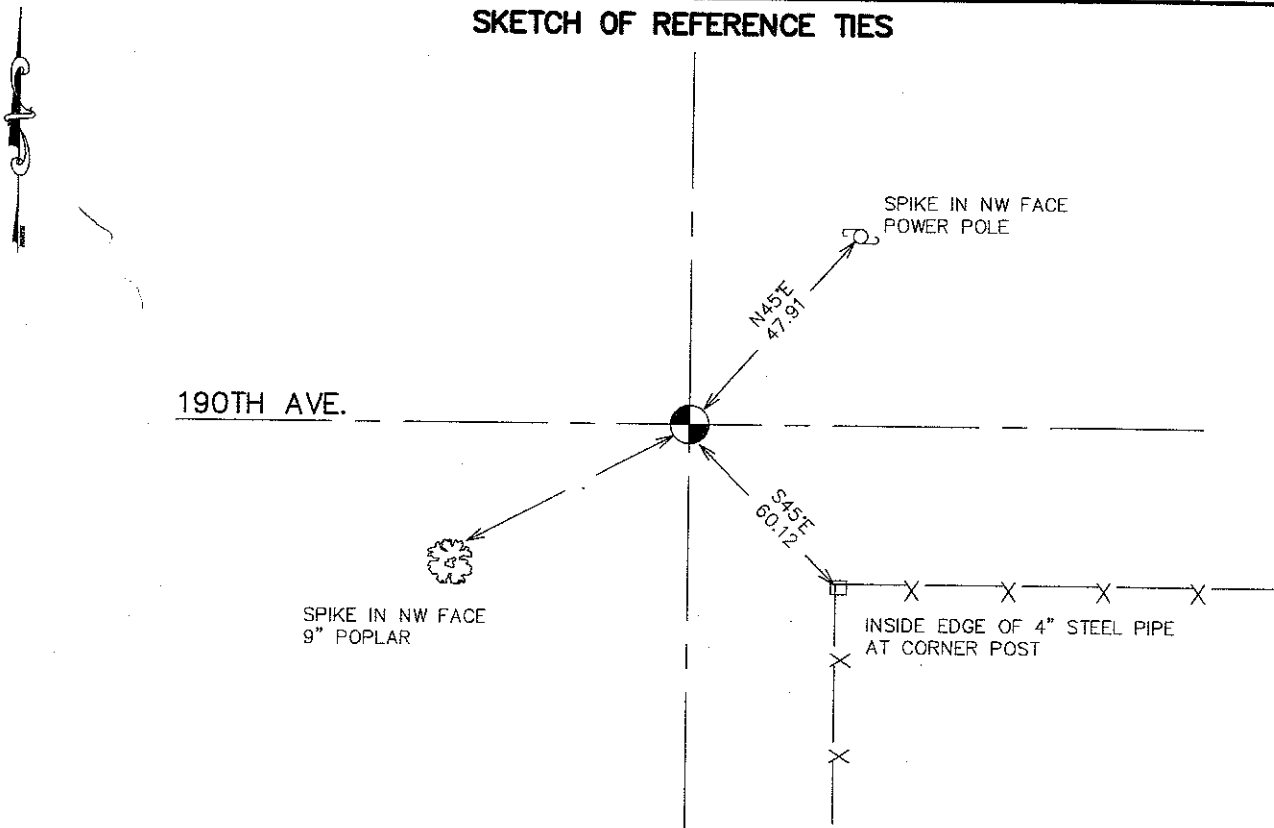 SKETCH OF REFERENCE TIES
SPIKE IN NW FACE
POWER POLE
N45°E
47.91
190TH AVE.
S45°E
60.12
SPIKE IN NW FACE
9" POPLAR
INSIDE EDGE OF 4" STEEL PIPE
AT CORNER POST